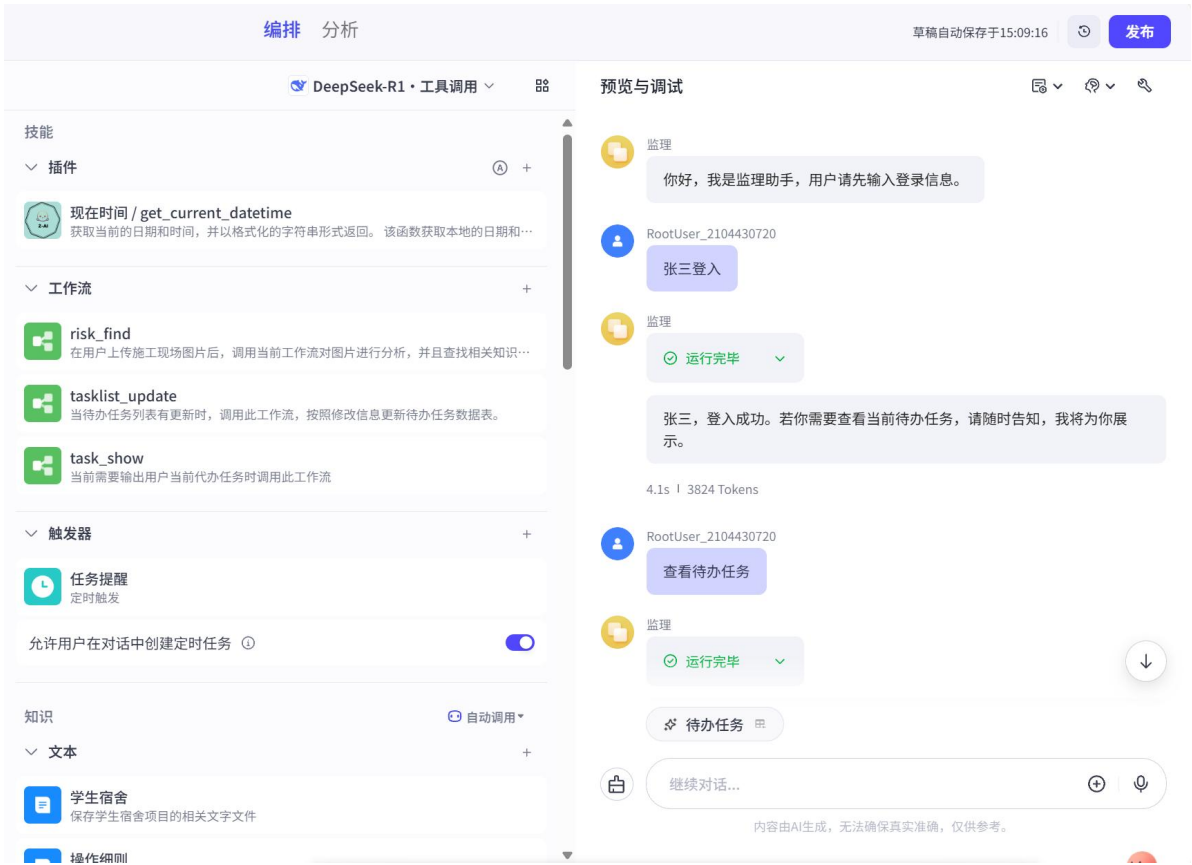 编排 分析
草稿自动保存于15:09:16
发布
DeepSeek-R1・工具调用
技能
插件
现在时间 / get_current_datetime
获取当前的日期和时间，并以格式化的字符串形式返回。 该函数获取本地的日期和…
工作流
risk_find
在用户上传施工现场图片后，调用当前工作流对图片进行分析，并且查找相关知识…
tasklist_update
当待办任务列表有更新时，调用此工作流，按照修改信息更新待办任务数据表。
task_show
当前需要输出用户当前代办任务时调用此工作流
触发器
任务提醒
定时触发
允许用户在对话中创建定时任务
知识
自动调用
文本
学生宿舍
保存学生宿舍项目的相关文字文件
操作细则
预览与调试
监理
你好，我是监理助手，用户请先输入登录信息。
RootUser_2104430720
张三登入
监理
运行完毕
张三，登入成功。若你需要查看当前待办任务，请随时告知，我将为你展
示。
4.1s | 3824 Tokens
RootUser_2104430720
查看待办任务
监理
运行完毕
待办任务
继续对话...
内容由AI生成，无法确保真实准确，仅供参考。